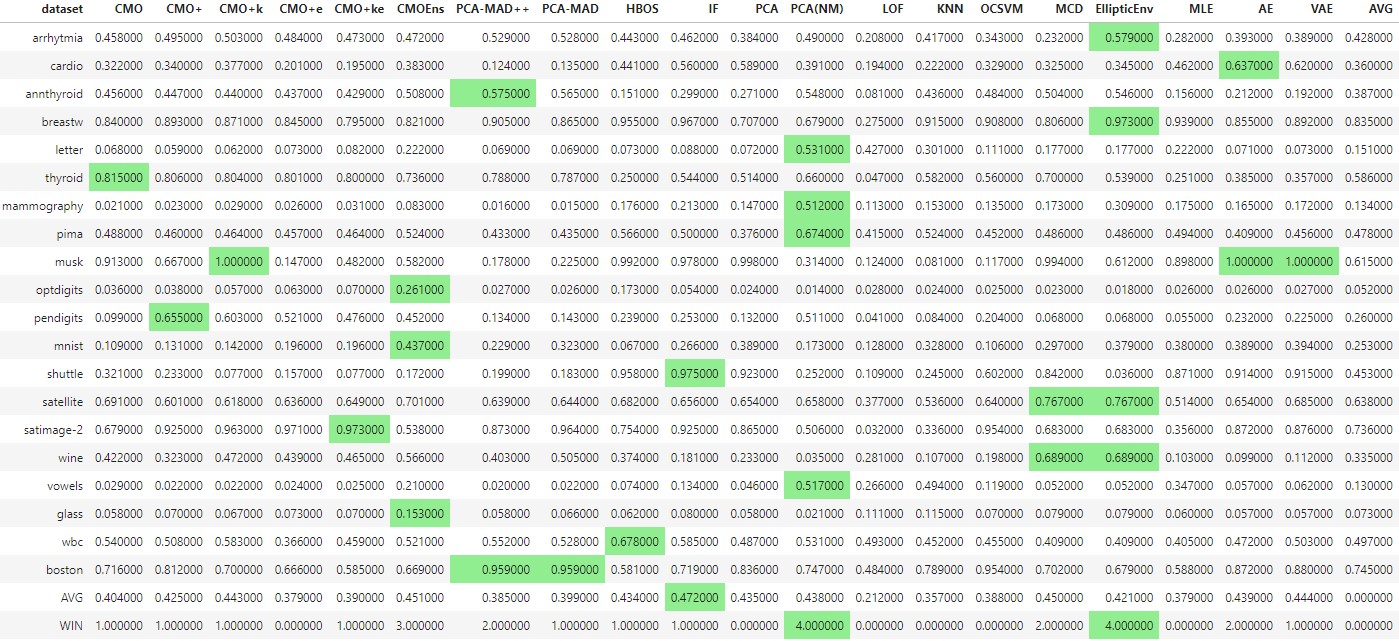 dataset CMO CMO+ CMO+k CMO+e CMO+ke CMOEns PCA-MAD++ PCA-MAD HBOS IF PCA PCA(NM) LOF KNN OCSVM MCD EllipticEnv MLE AE VAE AVG
arrhytmia 0.458000 0.495000 0.503000 0.484000 0.473000 0.472000 0.529000 0.528000 0.443000 0.462000 0.384000 0.490000 0.208000 0.417000 0.343000 0.232000 0.579000 0.282000 0.393000 0.389000 0.428000
cardio 0.322000 0.340000 0.377000 0.201000 0.195000 0.383000 0.124000 0.135000 0.441000 0.560000 0.589000 0.391000 0.194000 0.222000 0.329000 0.325000 0.345000 0.462000 0.637000 0.620000 0.360000
annthyroid 0.456000 0.447000 0.440000 0.437000 0.429000 0.508000 0.575000 0.565000 0.151000 0.299000 0.271000 0.548000 0.081000 0.436000 0.484000 0.504000 0.546000 0.156000 0.212000 0.192000 0.387000
breastw 0.840000 0.893000 0.871000 0.845000 0.795000 0.821000 0.905000 0.865000 0.955000 0.967000 0.707000 0.679000 0.275000 0.915000 0.908000 0.806000 0.973000 0.939000 0.855000 0.892000 0.835000
letter 0.068000 0.059000 0.062000 0.073000 0.082000 0.222000 0.069000 0.069000 0.073000 0.088000 0.072000 0.531000 0.427000 0.301000 0.111000 0.177000 0.177000 0.222000 0.071000 0.073000 0.151000
thyroid 0.815000 0.806000 0.804000 0.801000 0.800000 0.736000 0.788000 0.787000 0.250000 0.544000 0.514000 0.660000 0.047000 0.582000 0.560000 0.700000 0.539000 0.251000 0.385000 0.357000 0.586000
mammography 0.021000 0.023000 0.029000 0.026000 0.031000 0.083000 0.016000 0.015000 0.176000 0.213000 0.147000 0.512000 0.113000 0.153000 0.135000 0.173000 0.309000 0.175000 0.165000 0.172000 0.134000
pima 0.488000 0.460000 0.464000 0.457000 0.464000 0.524000 0.433000 0.435000 0.566000 0.500000 0.376000 0.674000 0.415000 0.524000 0.452000 0.486000 0.486000 0.494000 0.409000 0.456000 0.478000
musk 0.913000 0.667000 1.000000 0.147000 0.482000 0.582000 0.178000 0.225000 0.992000 0.978000 0.998000 0.314000 0.124000 0.081000 0.117000 0.994000 0.612000 0.898000 1.000000 1.000000 0.615000
optdigits 0.036000 0.038000 0.057000 0.063000 0.070000 0.261000 0.027000 0.026000 0.173000 0.054000 0.024000 0.014000 0.028000 0.024000 0.025000 0.023000 0.018000 0.026000 0.026000 0.027000 0.052000
pendigits 0.099000 0.655000 0.603000 0.521000 0.476000 0.452000 0.134000 0.143000 0.239000 0.253000 0.132000 0.511000 0.041000 0.084000 0.204000 0.068000 0.068000 0.055000 0.232000 0.225000 0.260000
mnist 0.109000 0.131000 0.142000 0.196000 0.196000 0.437000 0.229000 0.323000 0.067000 0.266000 0.389000 0.173000 0.128000 0.328000 0.106000 0.297000 0.379000 0.380000 0.389000 0.394000 0.253000
shuttle 0.321000 0.233000 0.077000 0.157000 0.077000 0.172000 0.199000 0.183000 0.958000 0.975000 0.923000 0.252000 0.109000 0.245000 0.602000 0.842000 0.036000 0.871000 0.914000 0.915000 0.453000
satellite 0.691000 0.601000 0.618000 0.636000 0.649000 0.701000 0.639000 0.644000 0.682000 0.656000 0.654000 0.658000 0.377000 0.536000 0.640000 0.767000 0.767000 0.514000 0.654000 0.685000 0.638000
satimage-2 0.679000 0.925000 0.963000 0.971000 0.973000 0.538000 0.873000 0.964000 0.754000 0.925000 0.865000 0.506000 0.032000 0.336000 0.954000 0.683000 0.683000 0.356000 0.872000 0.876000 0.736000
wine 0.422000 0.323000 0.472000 0.439000 0.465000 0.566000 0.403000 0.505000 0.374000 0.181000 0.233000 0.035000 0.281000 0.107000 0.198000 0.689000 0.689000 0.103000 0.099000 0.112000 0.335000
vowels 0.029000 0.022000 0.022000 0.024000 0.025000 0.210000 0.020000 0.022000 0.074000 0.134000 0.046000 0.517000 0.266000 0.494000 0.119000 0.052000 0.052000 0.347000 0.057000 0.062000 0.130000
glass 0.058000 0.070000 0.067000 0.073000 0.070000 0.153000 0.058000 0.066000 0.062000 0.080000 0.058000 0.021000 0.111000 0.115000 0.070000 0.079000 0.079000 0.060000 0.057000 0.057000 0.073000
wbc 0.540000 0.508000 0.583000 0.366000 0.459000 0.521000 0.552000 0.528000 0.678000 0.585000 0.487000 0.531000 0.493000 0.452000 0.455000 0.409000 0.409000 0.405000 0.472000 0.503000 0.497000
boston 0.716000 0.812000 0.700000 0.666000 0.585000 0.669000 0.959000 0.959000 0.581000 0.719000 0.836000 0.747000 0.484000 0.789000 0.954000 0.702000 0.679000 0.588000 0.872000 0.880000 0.745000
AVG 0.404000 0.425000 0.443000 0.379000 0.390000 0.451000 0.385000 0.399000 0.434000 0.472000 0.435000 0.438000 0.212000 0.357000 0.388000 0.450000 0.421000 0.379000 0.439000 0.444000 0.000000
WIN 1.000000 1.000000 1.000000 0.000000 1.000000 3.000000 2.000000 1.000000 1.000000 1.000000 0.000000 4.000000 0.000000 0.000000 0.000000 2.000000 4.000000 0.000000 2.000000 1.000000 0.000000